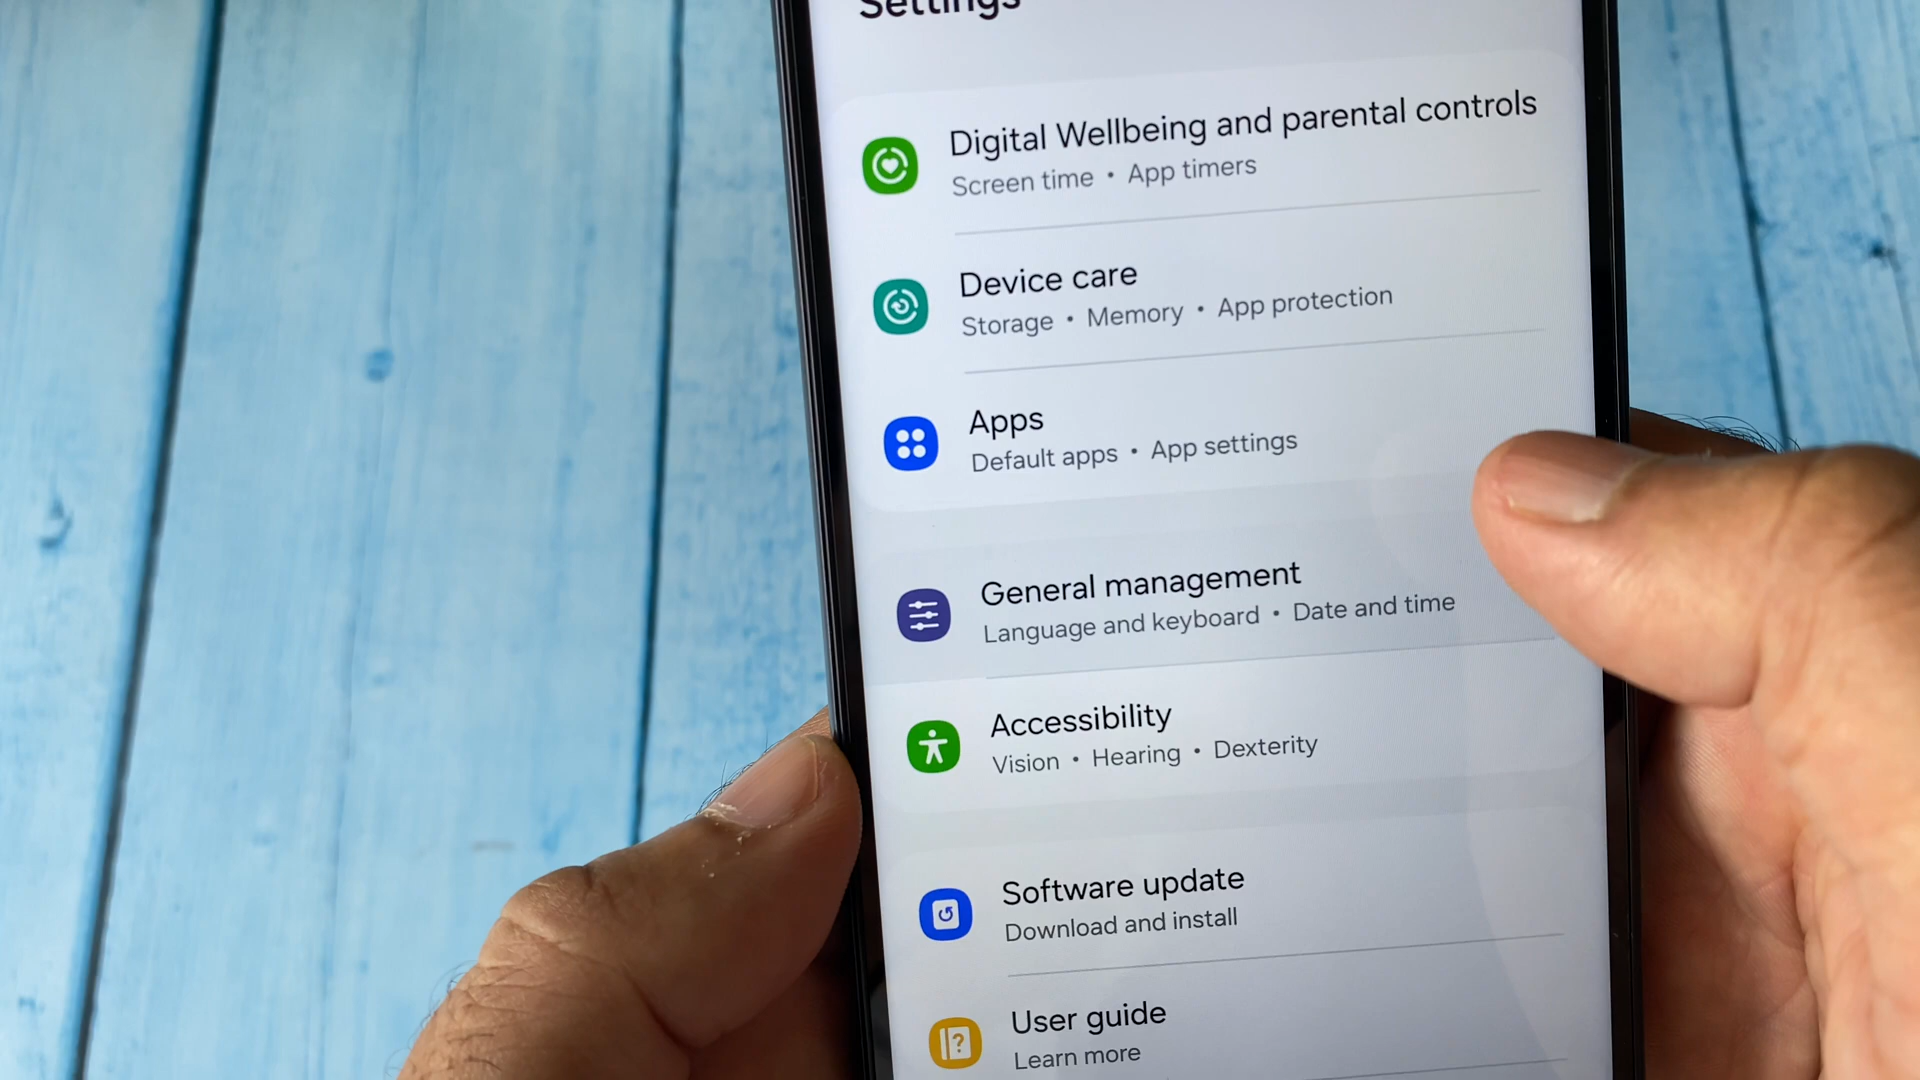 Settings
Digital Wellbeing and parental controls
Screen time • App timers
Device care
Storage • Memory • App protection
Apps
Default apps • App settings
General management
Language and keyboard • Date and time
Accessibility
Vision • Hearing • Dexterity
Software update
Download and install
User guide
Learn more